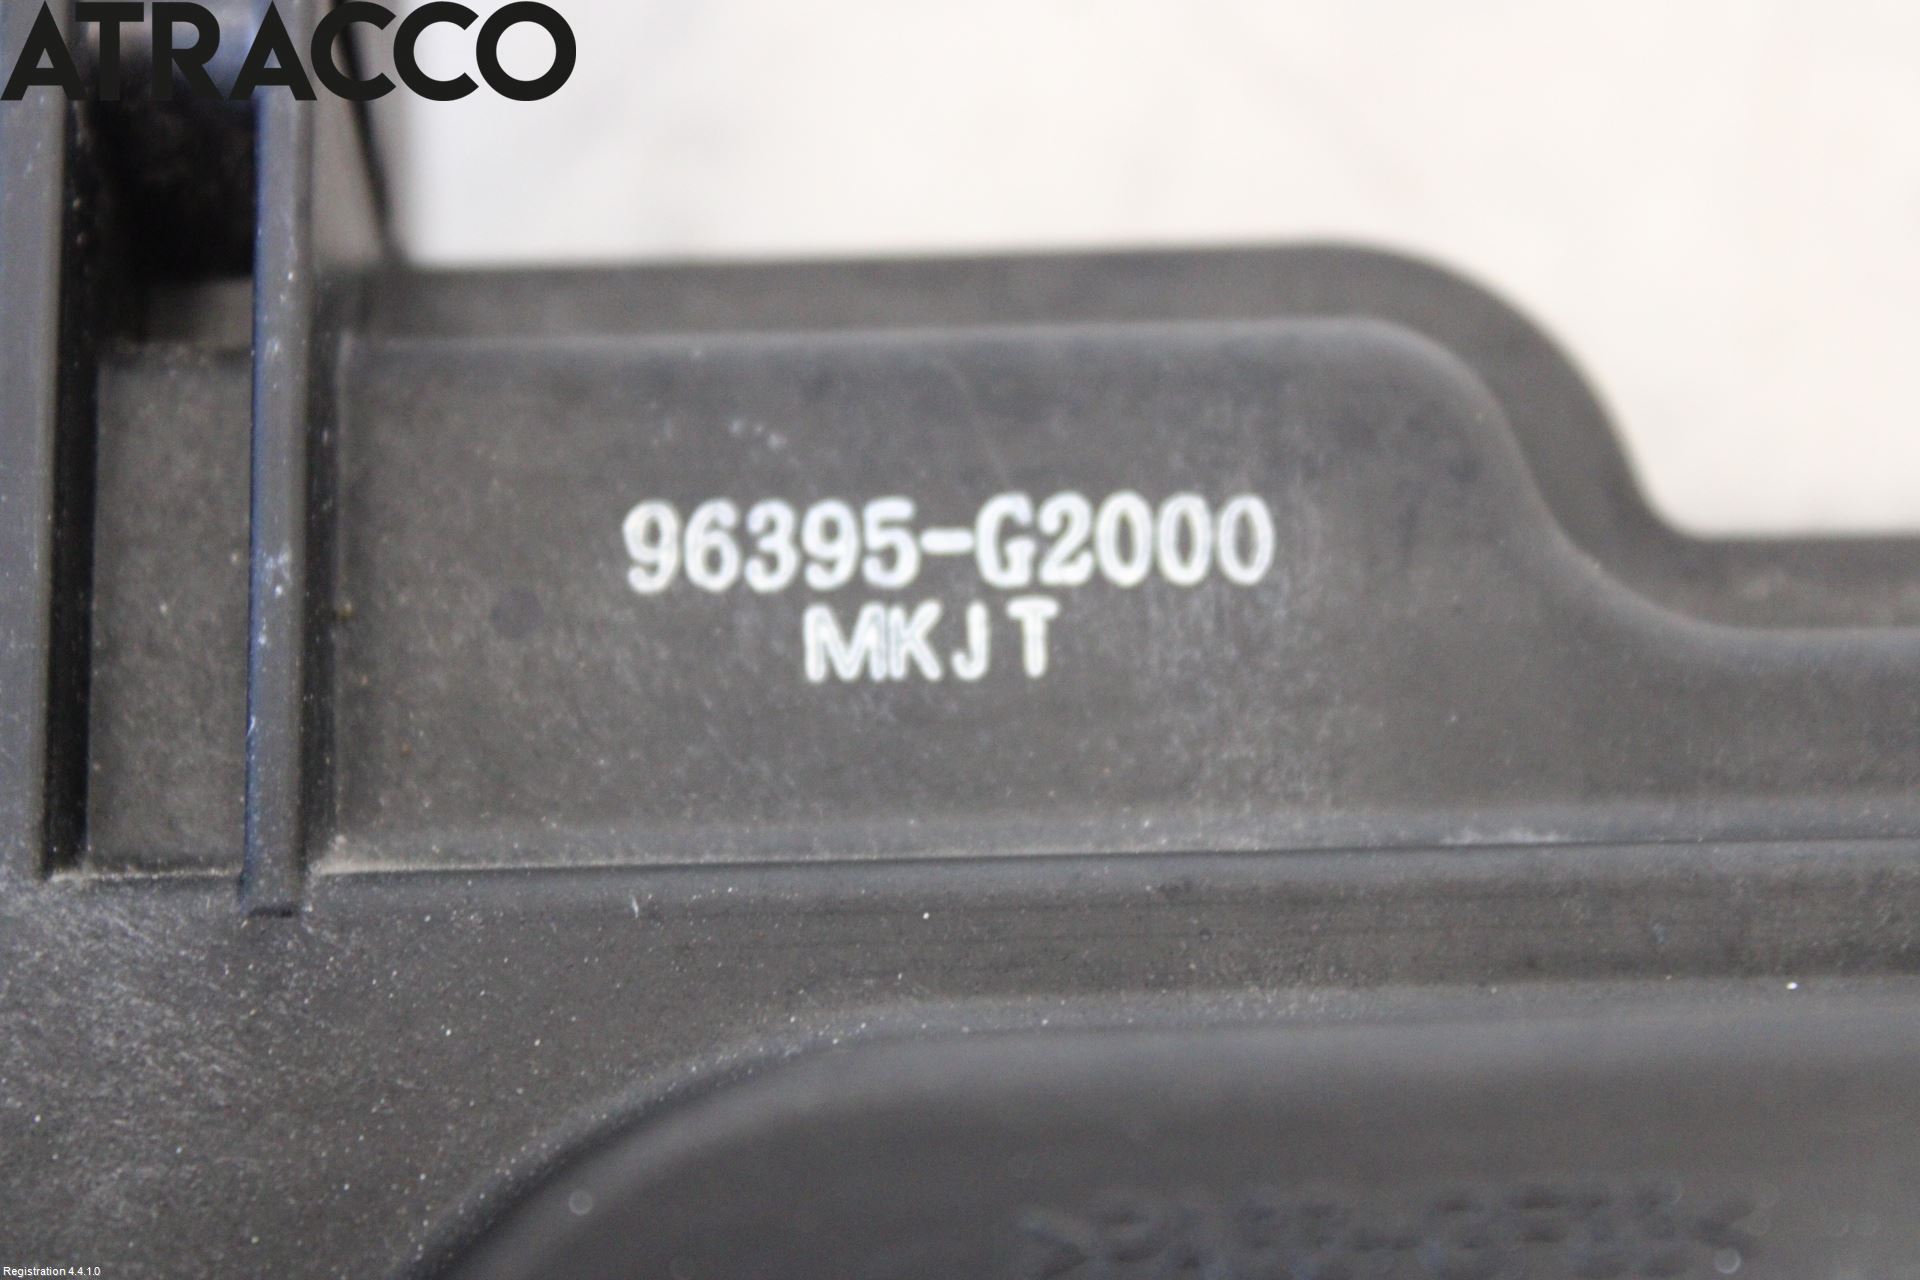 ATRACCO
96395-G2000
MKJT
Registration 4.4.1.0